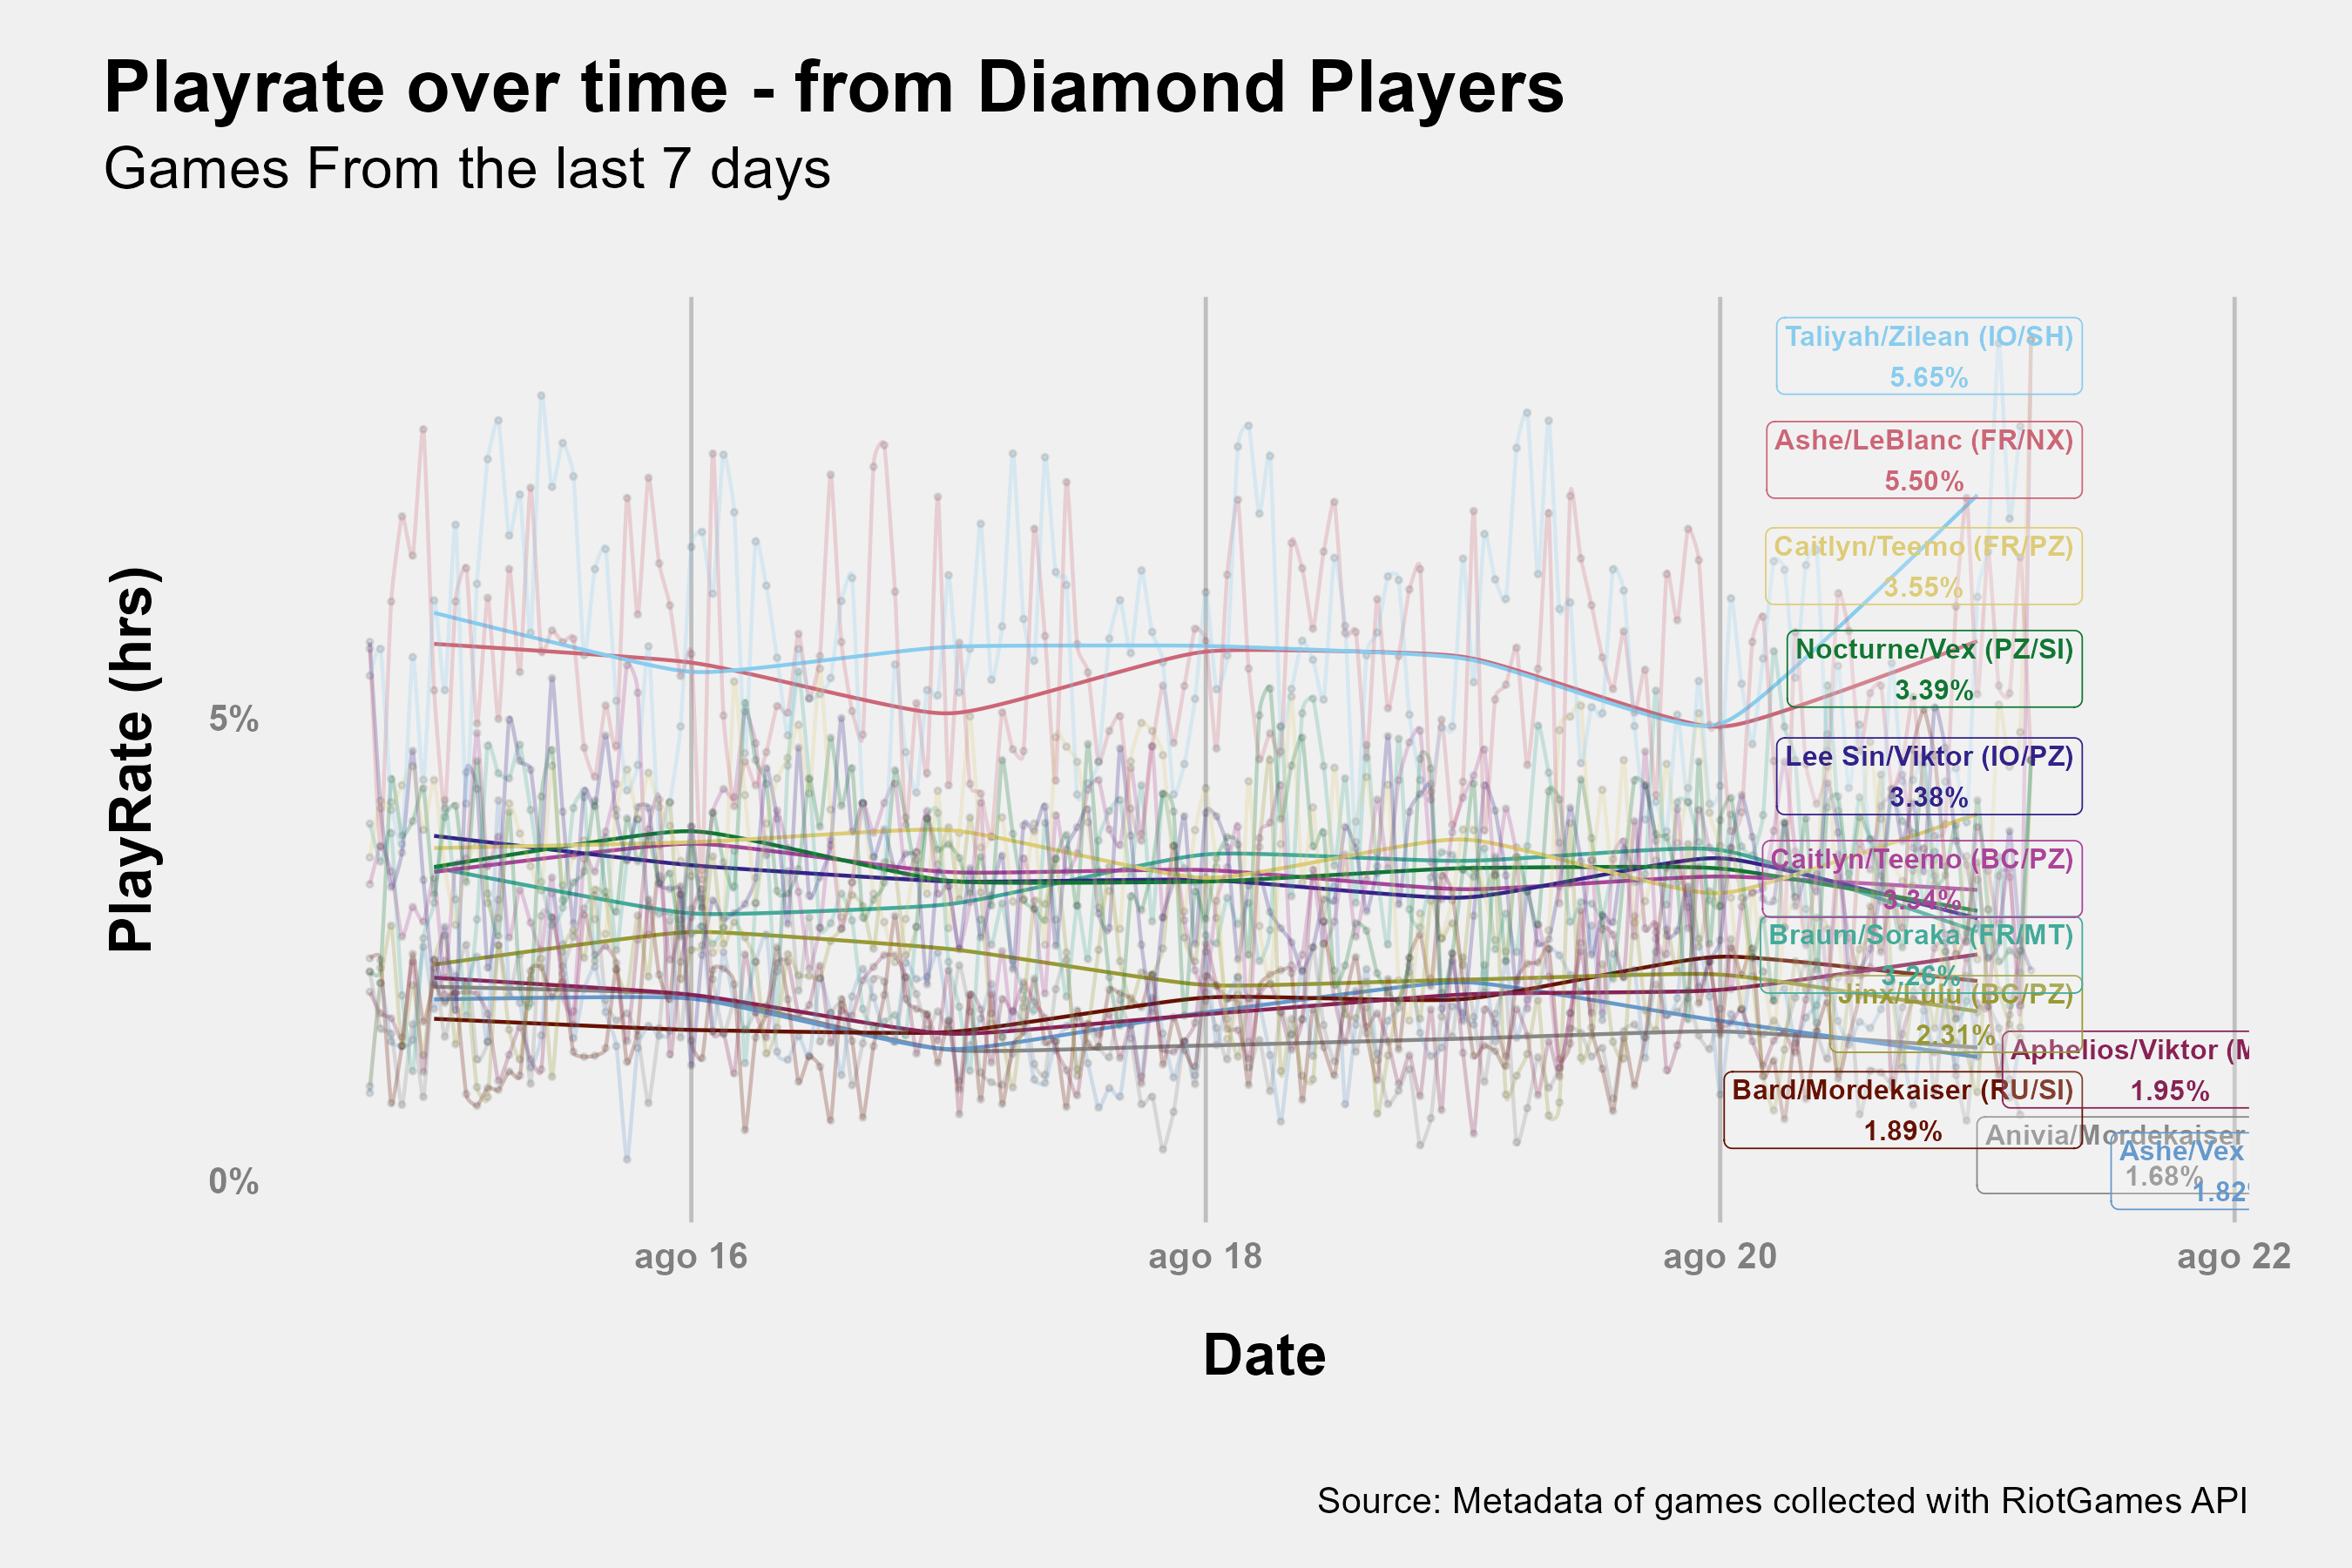 Playrate over time - from Diamond Players
Games From the last 7 days
PlayRate (hrs)
5%
0%
Taliyah/Zilean (IO/SH)
5.65%
Ashe/LeBlanc (FR/NX)
5.50%
Caitlyn/Teemo (FR/PZ)
3.55%
Nocturne/Vex (PZ/SI)
3.39%
Lee Sin/Viktor (IO/PZ)
3.38%
Caitlyn/Teemo (BC/PZ)
3.34%
Braum/Soraka (FR/MT)
3.26%
Jinx/Lulu (BC/PZ)
2.31%
Aphelios/Viktor (
1.95%
Bard/Mordekaiser (RU/SI)
1.89%
Anivia/Mordekaiser
1.68%
Ashe/Vex
1.82
ago 16
ago 18
ago 20
ago 22
Date
Source: Metadata of games collected with RiotGames API